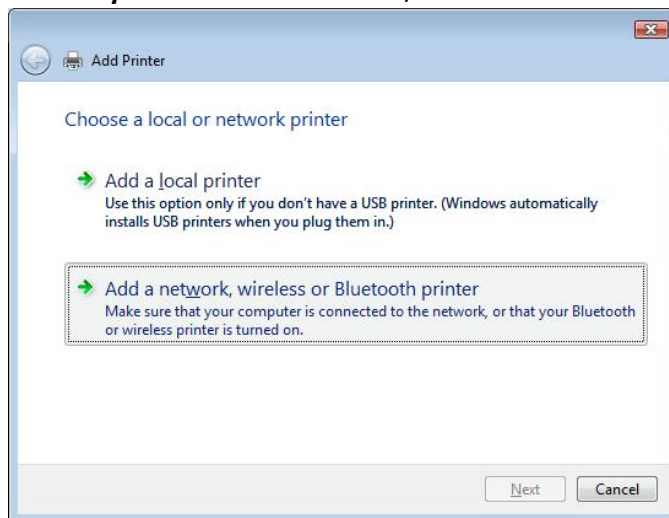 Add Printer
Choose a local or network printer
Add a local printer
Use this option only if you don't have a USB printer. (Windows automatically
installs USB printers when you plug them in.)
Add a network, wireless or Bluetooth printer
Make sure that your computer is connected to the network, or that your Bluetooth
or wireless printer is turned on.
Next Cancel